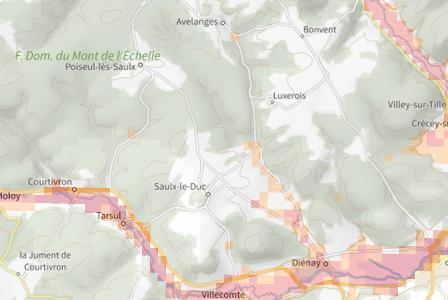 Avelanges
Bonvent
F. Dom. du Mont de l'Échelle
Poiseul-lès-Saulx
Luxerois
Villey-sur-Tille
Crécey-s
Courtivron
Moloy
Saulx-le-Duc
Tarsul
la Jument de
Courtivron
Diénay
Villecomte